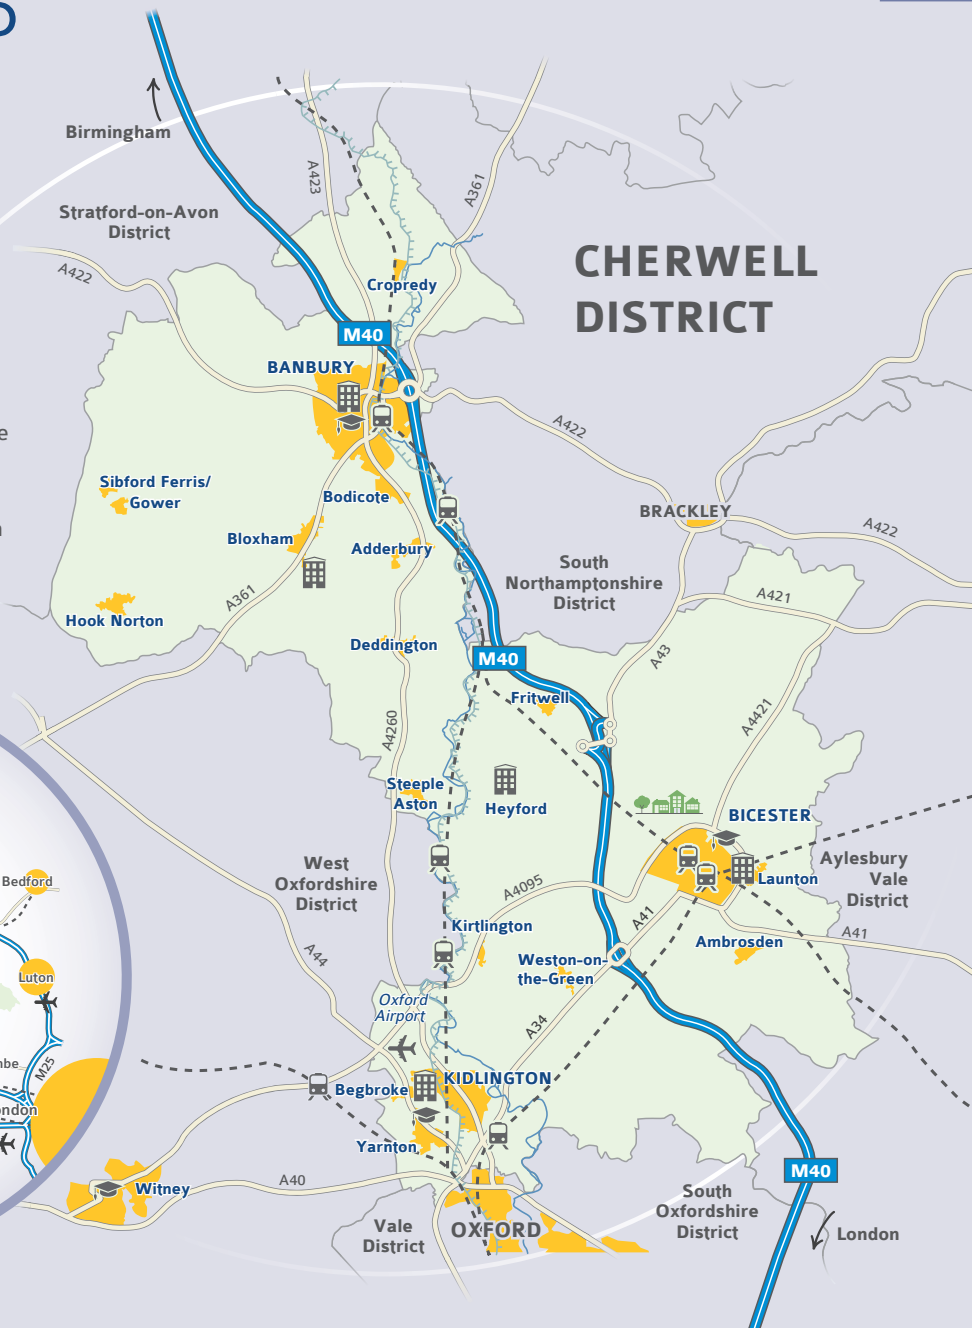 Birmingham
A423
A361
Stratford-on-Avon
District
A422
Cropredy
CHERWELL
DISTRICT
M40
BANBURY
A422
Sibford Ferris/
Gower
Bodicote
BRACKLEY
A422
Bloxham
Adderbury
South
Northamptonshire
District
A361
A421
Hook Norton
Deddington
M40
A43
Fritwell
A4260
A4421
Steeple
Aston
Heyford
BICESTER
West
Oxfordshire
District
Aylesbury
Vale
District
Launton
Bedford
A4095
A41
Kirtlington
A41
Ambrosden
A44
Weston-on-
the-Green
Luton
Oxford
Airport
A34
M25
Begbroke
KIDLINGTON
Yarnton
M40
A40
Witney
South
Oxfordshire
District
Vale
District
OXFORD
London